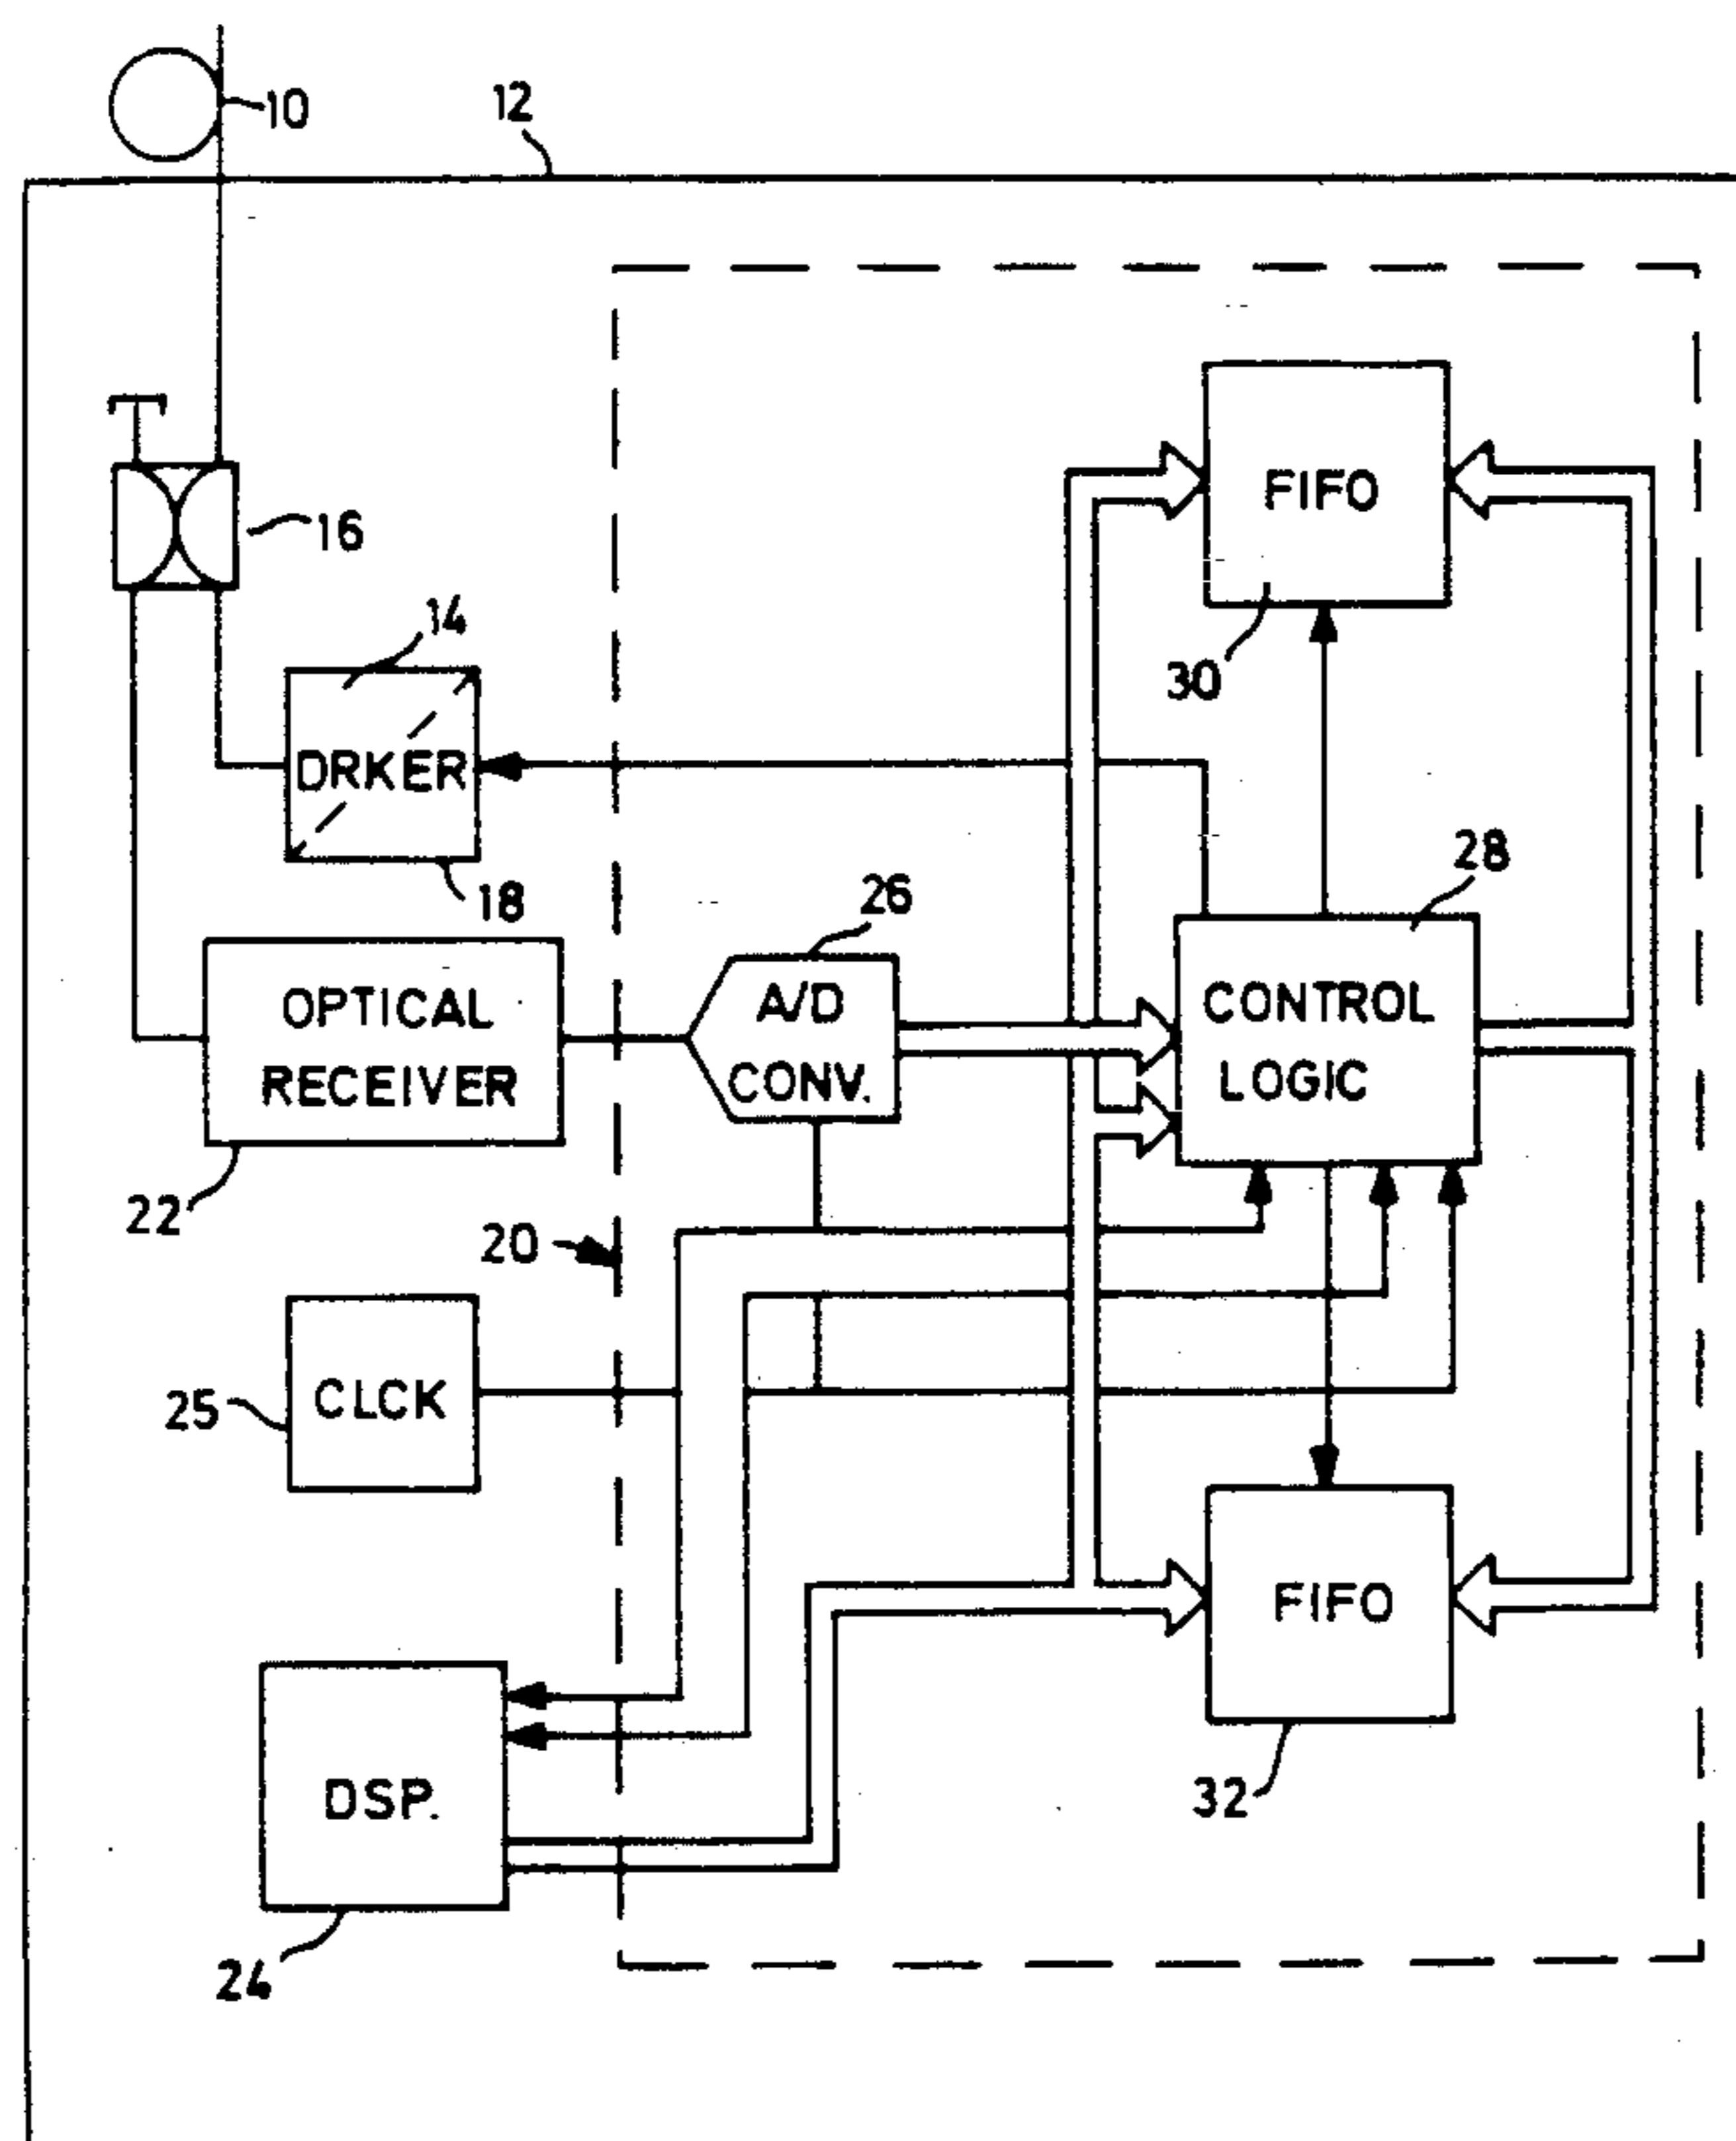 10
12
FIFO
16
14
30
DRKER
28
18
26
OPTICAL
RECEIVER
A/D
CONV.
CONTROL
LOGIC
22
20
25
CLCK
FIFO
DSP.
32
24